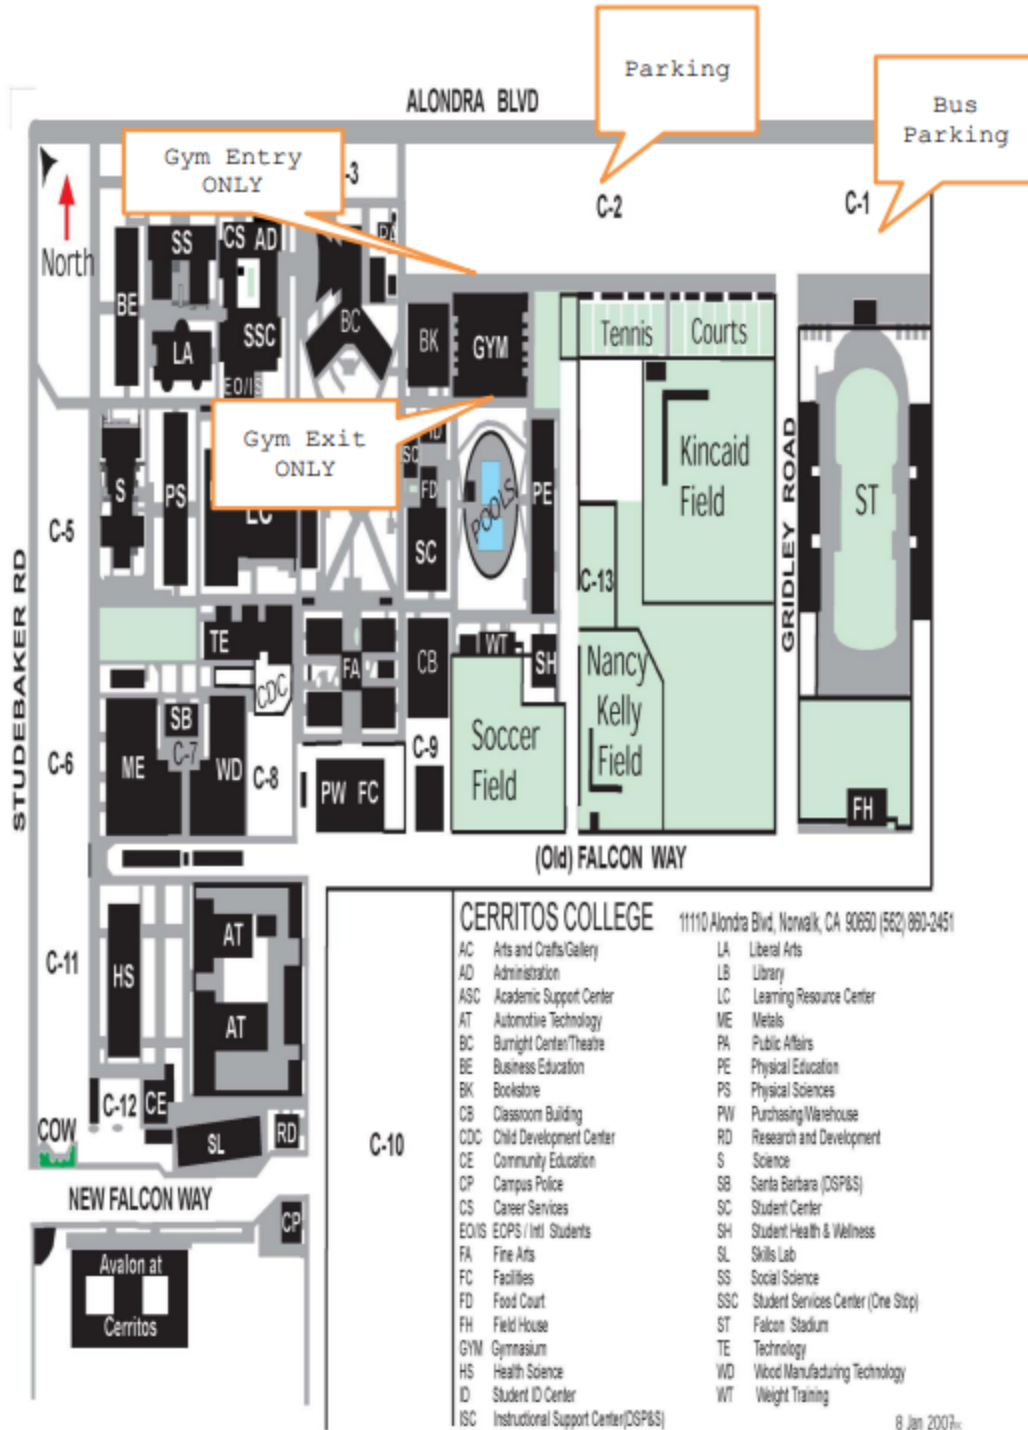 Parking
Bus
Parking
ALONDRA BLVD
Gym Entry
ONLY
-3
C-2
C-1
North
SS
CS AD
BE
LA
SSC
EO/IS
BC
BK
GYM
Tennis
Courts
Gym Exit
ONLY
ID
SC
FD
SC
POOLS
PE
Kincaid
Field
GRIDLEY ROAD
ST
C-5
S
PS
LC
C-13
STUDEBAKER RD
TE
CDC
FA
CB
WT
SH
Nancy
Kelly
Field
Soccer
Field
C-6
ME
SB
C-7
WD
C-8
PW FC
C-9
FH
(Old) FALCON WAY
C-11
HS
AT
AT
C-12
CE
COW
SL
RD
C-10
NEW FALCON WAY
CP
Avalon at
Cerritos
CERRITOS COLLEGE 11110 Alondra Blvd, Norwalk, CA 90650 (562) 860-2451
AC Arts and Crafts/Gallery
AD Administration
ASC Academic Support Center
AT Automotive Technology
BC Burnight Center/Theatre
BE Business Education
BK Bookstore
CB Classroom Building
CDC Child Development Center
CE Community Education
CP Campus Police
CS Career Services
EO/IS EOPS / Intl Students
FA Fine Arts
FC Facilities
FD Food Court
FH Field House
GYM Gymnasium
HS Health Science
ID Student ID Center
ISC Instructional Support Center(DSP&S)
LA Liberal Arts
LB Library
LC Learning Resource Center
ME Metals
PA Public Affairs
PE Physical Education
PS Physical Sciences
PW Purchasing/Warehouse
RD Research and Development
S Science
SB Santa Barbara (DSP&S)
SC Student Center
SH Student Health & Wellness
SL Skills Lab
SS Social Science
SSC Student Services Center (One Stop)
ST Falcon Stadium
TE Technology
WD Wood Manufacturing Technology
WT Weight Training
8 Jan 2007